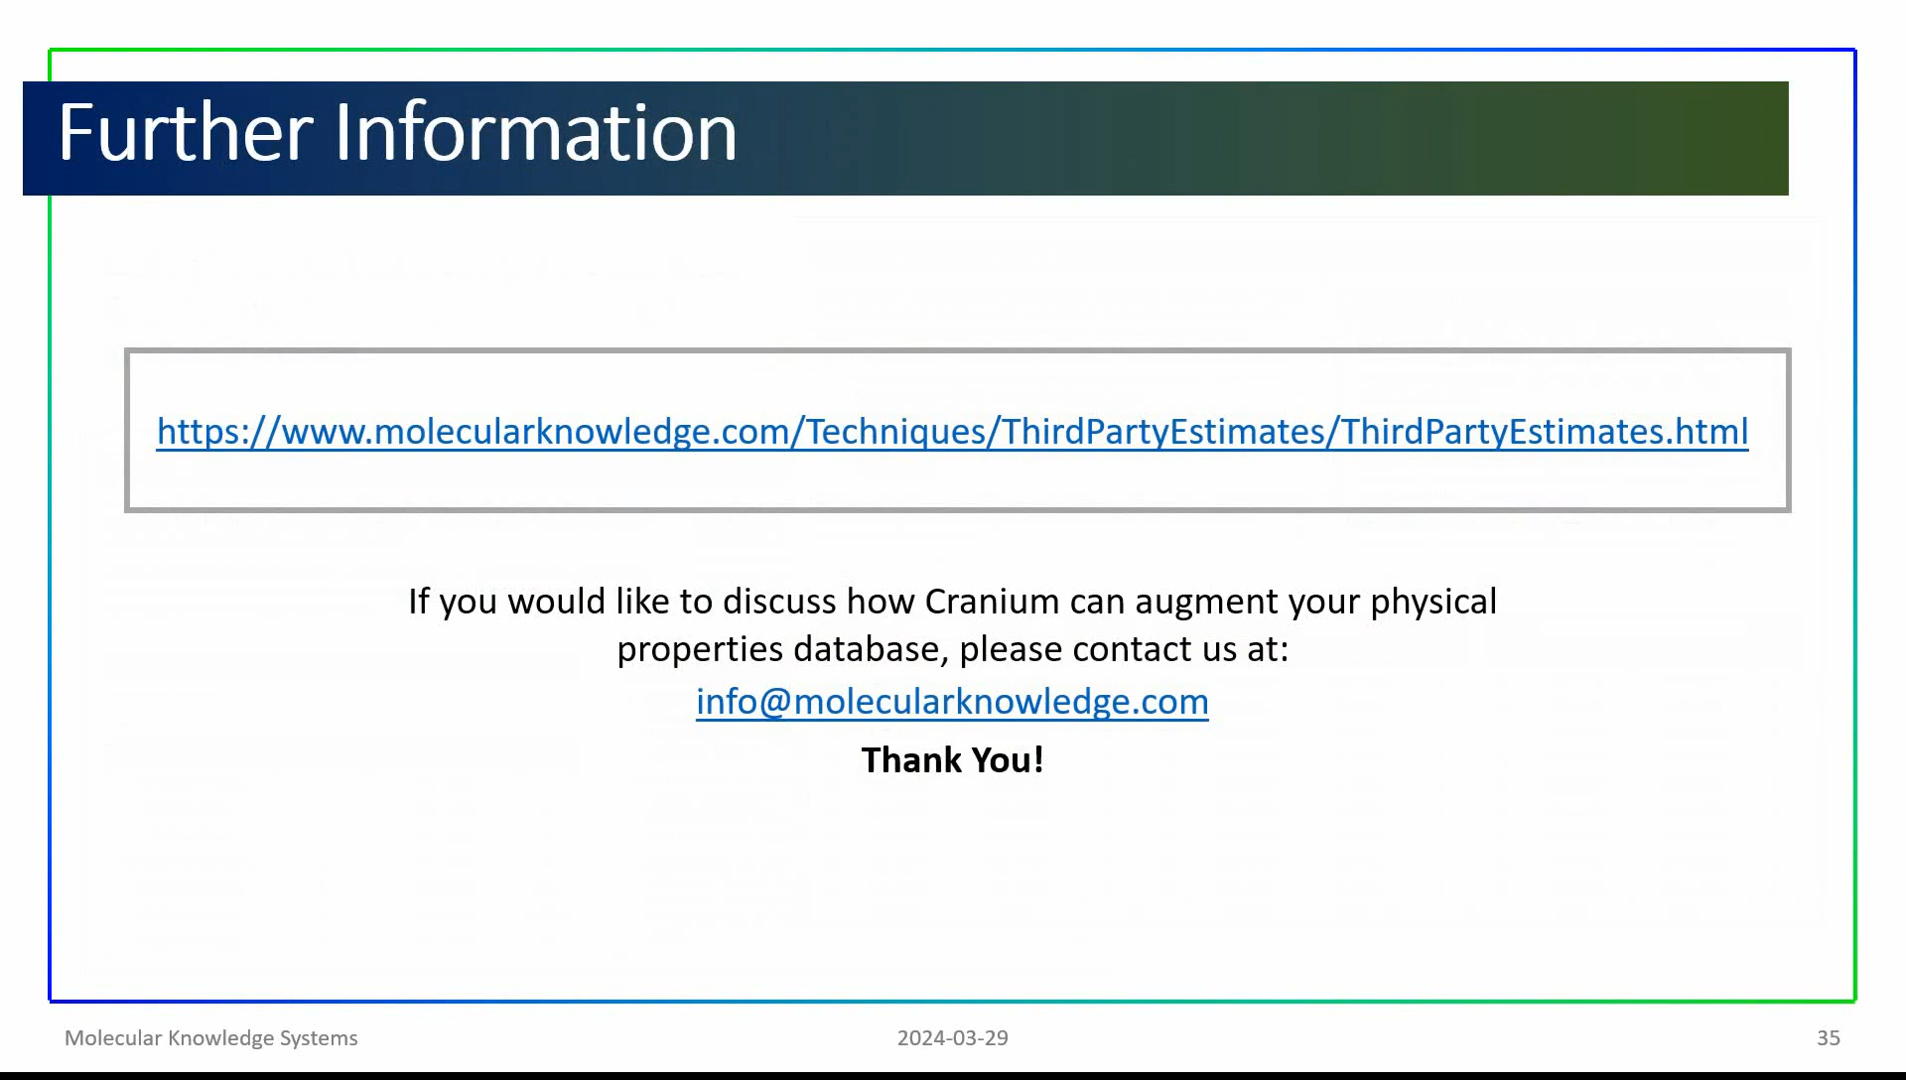 Further Information
https://www.molecularknowledge.com/Techniques/ThirdPartyEstimates/ThirdPartyEstimates.html
If you would like to discuss how Cranium can augment your physical
properties database, please contact us at:
info@molecularknowledge.com
Thank You!
Molecular Knowledge Systems
2024-03-29
35